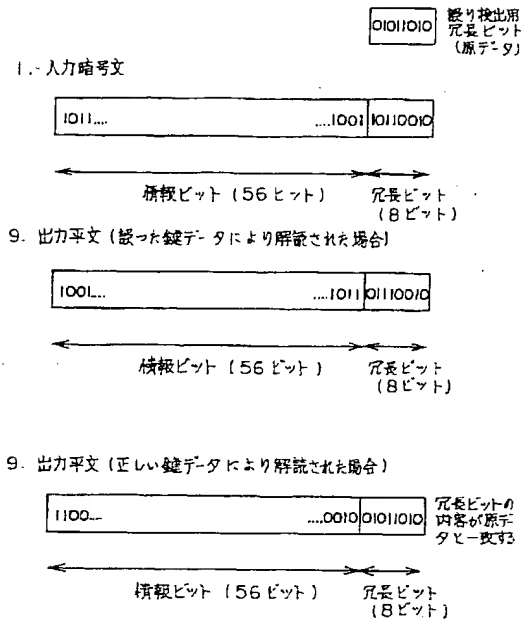 01011010
誤り検出用
冗長ビット
(原データ)
1.- 入力暗号文
1011.... ....1001 10110010
情報ビット (56ビット)
冗長ビット
(8ビット)
9. 出力平文 (誤った鍵データにより解読された場合)
1001.... ....1011 01110010
情報ビット (56ビット)
冗長ビット
(8ビット)
9. 出力平文 (正しい鍵データにより解読された場合)
1100.... ....0010 01011010
冗長ビットの
内容が原デー
タと一致する
情報ビット (56ビット)
冗長ビット
(8ビット)